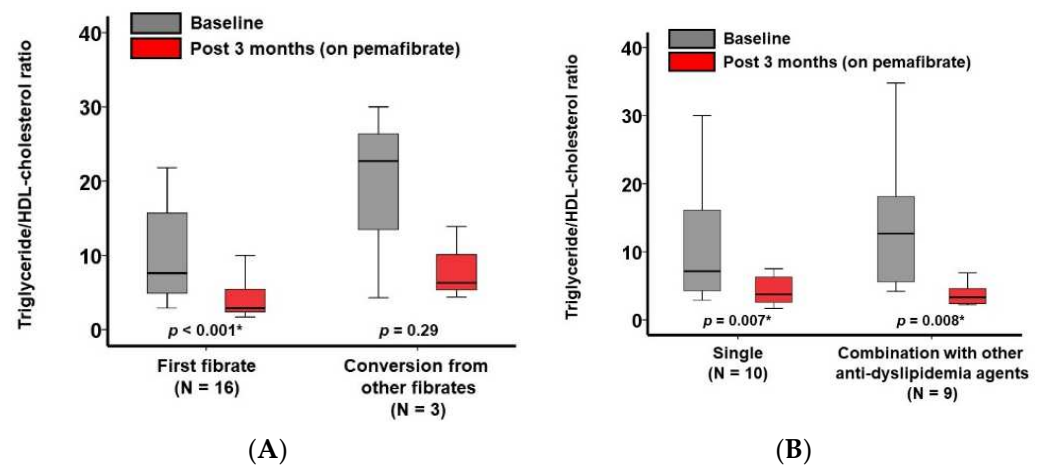 Baseline
Post 3 months (on pemafibrate)
Triglyceride/HDL-cholesterol ratio
40
30
20
10
0
p < 0.001*
p = 0.29
First fibrate
(N = 16)
Conversion from
other fibrates
(N = 3)
(A)
Baseline
Post 3 months (on pemafibrate)
Triglyceride/HDL-cholesterol ratio
40
30
20
10
0
p = 0.007*
p = 0.008*
Single
(N = 10)
Combination with other
anti-dyslipidemia agents
(N = 9)
(B)